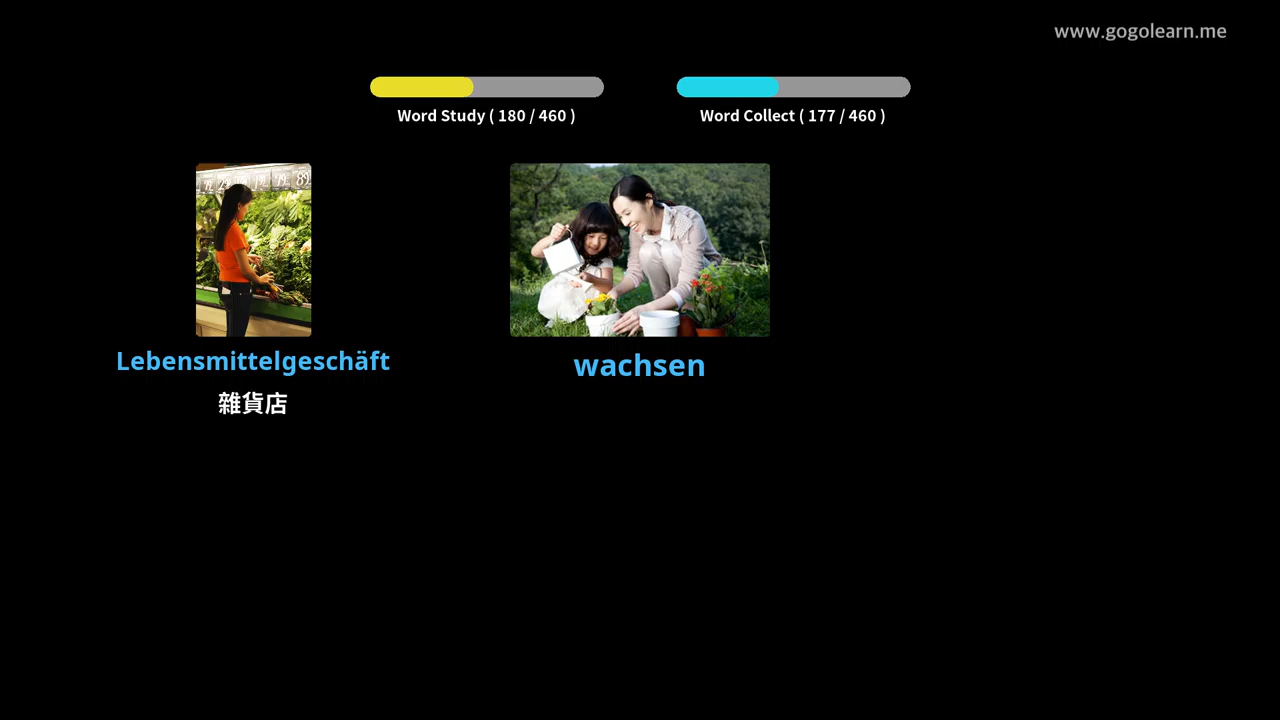 www.gogolearn.me
Word Study ( 180 / 460 )
Word Collect ( 177 / 460 )
Lebensmittelgeschäft
wachsen
雜貨店